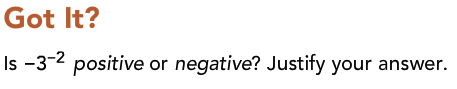 Got It?
Is −3⁻² positive or negative? Justify your answer.